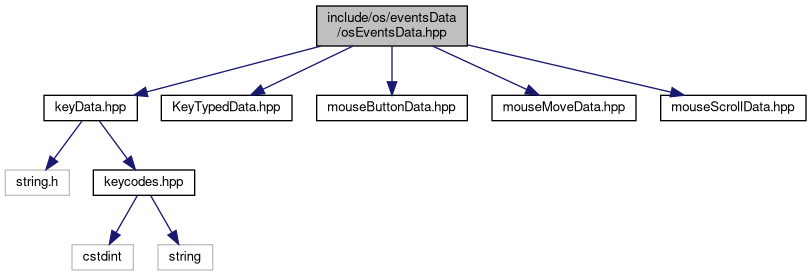 include/os/eventsData
/osEventsData.hpp
keyData.hpp
KeyTypedData.hpp
mouseButtonData.hpp
mouseMoveData.hpp
mouseScrollData.hpp
string.h
keycodes.hpp
cstdint
string